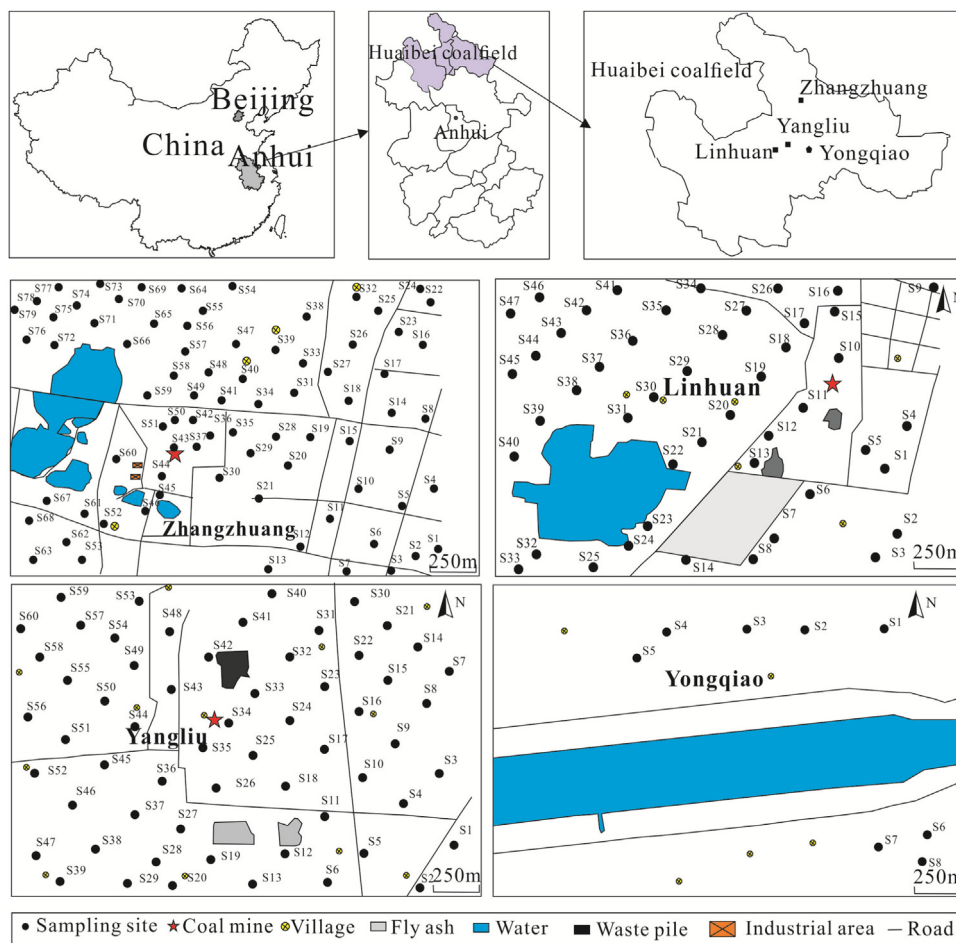 Beijing
China
Anhui
Huaibei coalfield
Anhui
Huaibei coalfield
Zhangzhuang
Yangliu
Linhuan
Yongqiao
S77 S73 S69 S64 S54 S32 S24
S78 S74 S70 S55 S38 S25 S22
S79 S75 S71 S65 S56 S47 S39 S26 S23 S16
S76 S72 S66 S57 S48 S40 S33 S27 S17
S58 S49 S41 S34 S31 S18 S14 S8
S59 S50 S42 S36 S35 S28 S19 S15 S9
S51 S43 S37 S29 S20
S60 S44 S30 S21 S10 S4
S67 S61 S45 S46 S11 S5
S68 S62 S52 S12 S6 S1
S63 S53 S13 S7 S3 S2
Zhangzhuang
250m
S46 S41 S34 S26 S16 S9
S47 S42 S35 S27 S17 S15
S43 S36 S28 S18 S10
S44 S37 S29 S19
S45 S38 S30 S11
Linhuan
S39 S31 S20 S12 S4
S40 S22 S21 S13 S5 S1
S23 S6 S7 S2
S32 S24 S8 S3
S33 S25 S14
N
250m
S59 S53 S40 S30 S21
S60 S57 S54 S48 S41 S31 S22 S14
S58 S49 S42 S32 S15 S7
S55 S50 S43 S33 S23 S16 S8
S56 S44 S34 S24 S9
Yangliu
S51 S45 S35 S25 S17 S10 S3
S52 S46 S36 S26 S18 S4
S37 S27 S11 S1
S47 S38 S28 S19 S12 S5
S39 S29 S20 S13 S6 S2
N
250m
S4 S3 S2 S1
S5
Yongqiao
S7 S6
S8
N
250m
Sampling site Coal mine Village Fly ash Water Waste pile Industrial area Road